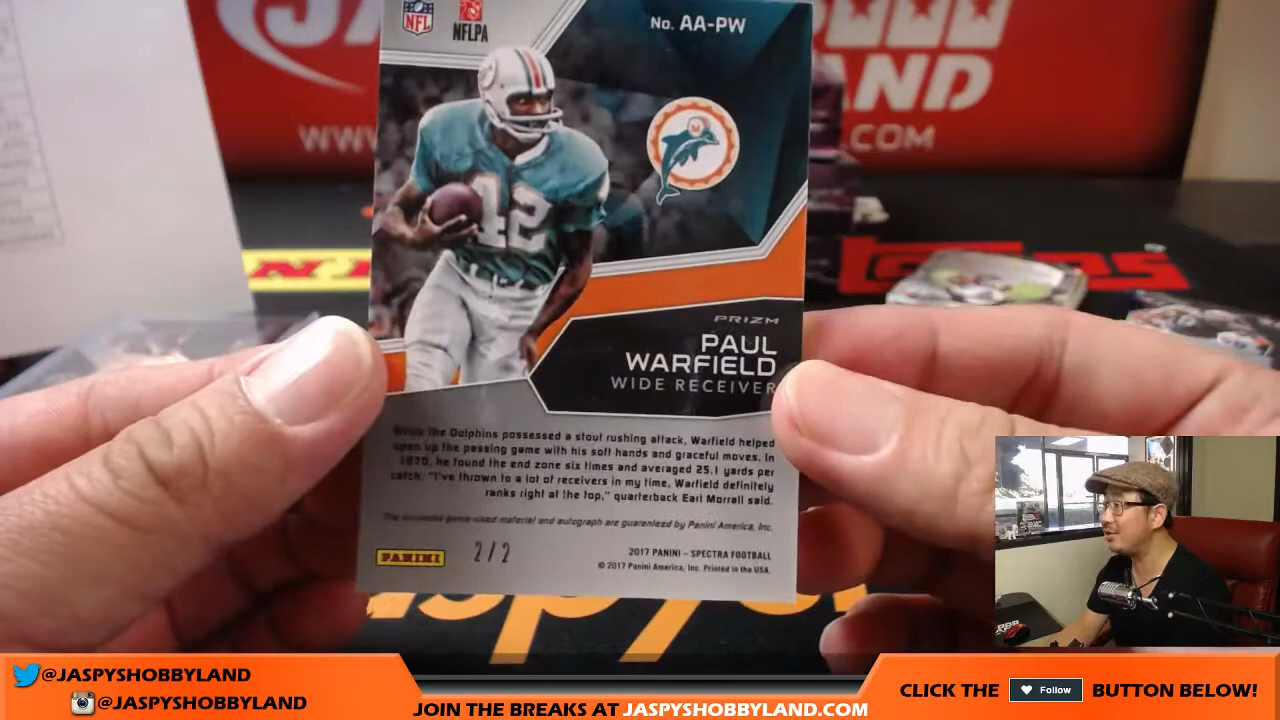 NFL
NFLPA
No. AA-PW
42
PRIZM
PAUL
WARFIELD
WIDE RECEIVER
While the Dolphins possessed a stout rushing attack, Warfield helped
open up the passing game with his soft hands and graceful moves. In
1970, he found the end zone six times and averaged 25.1 yards per
catch. "I've thrown to a lot of receivers in my time, Warfield definitely
ranks right at the top," quarterback Earl Morrall said.
The enclosed game-used material and autograph are guaranteed by Panini America, Inc.
PANINI
2/2
2017 PANINI - SPECTRA FOOTBALL
© 2017 Panini America, Inc. Printed in the USA.
@JASPYSHOBBYLAND
@JASPYSHOBBYLAND
JOIN THE BREAKS AT JASPYSHOBBYLAND.COM
CLICK THE Follow BUTTON BELOW!